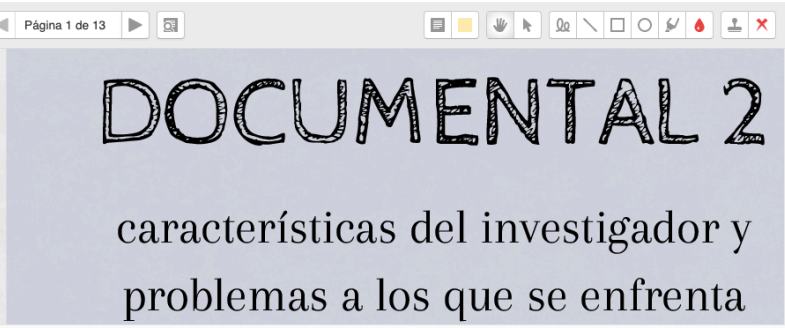 Página 1 de 13
DOCUMENTAL 2
características del investigador y
problemas a los que se enfrenta